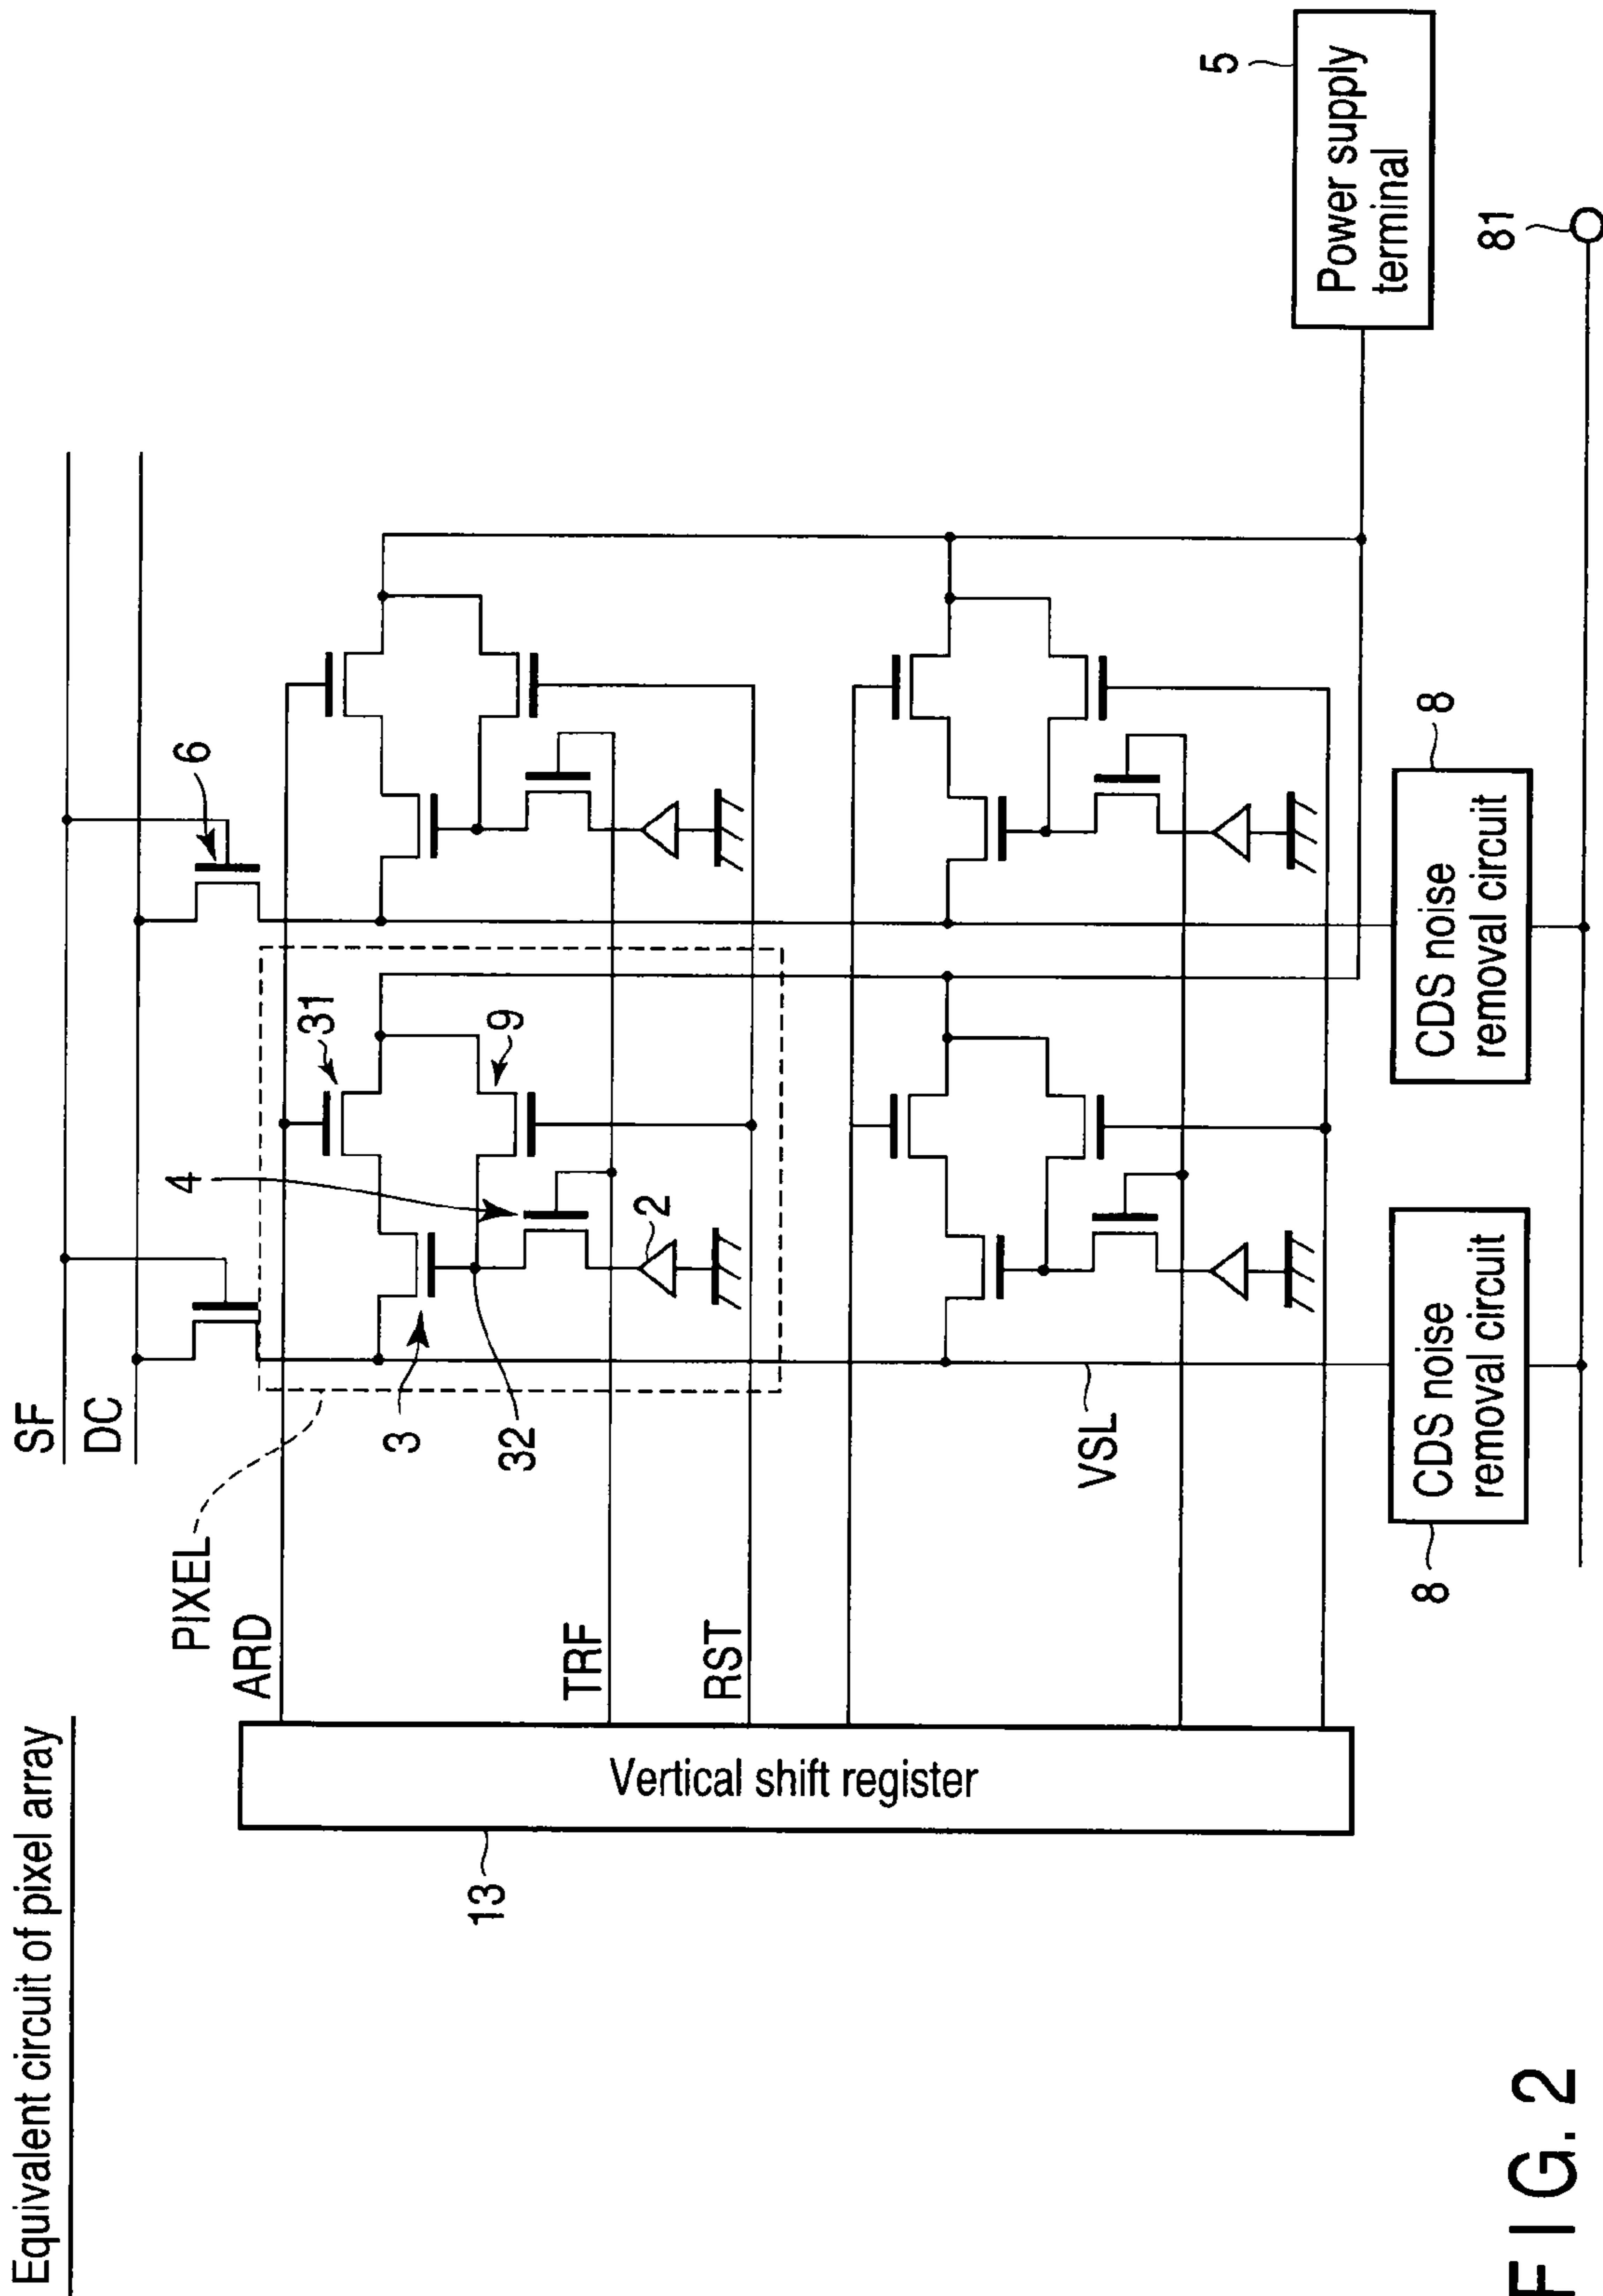 Equivalent circuit of pixel array
SF
DC
6
PIXEL
ARD
31
4
9
2
3
32
TRF
RST
13
Vertical shift register
VSL
5
Power supply
terminal
8
CDS noise
removal circuit
8
CDS noise
removal circuit
81
FIG. 2